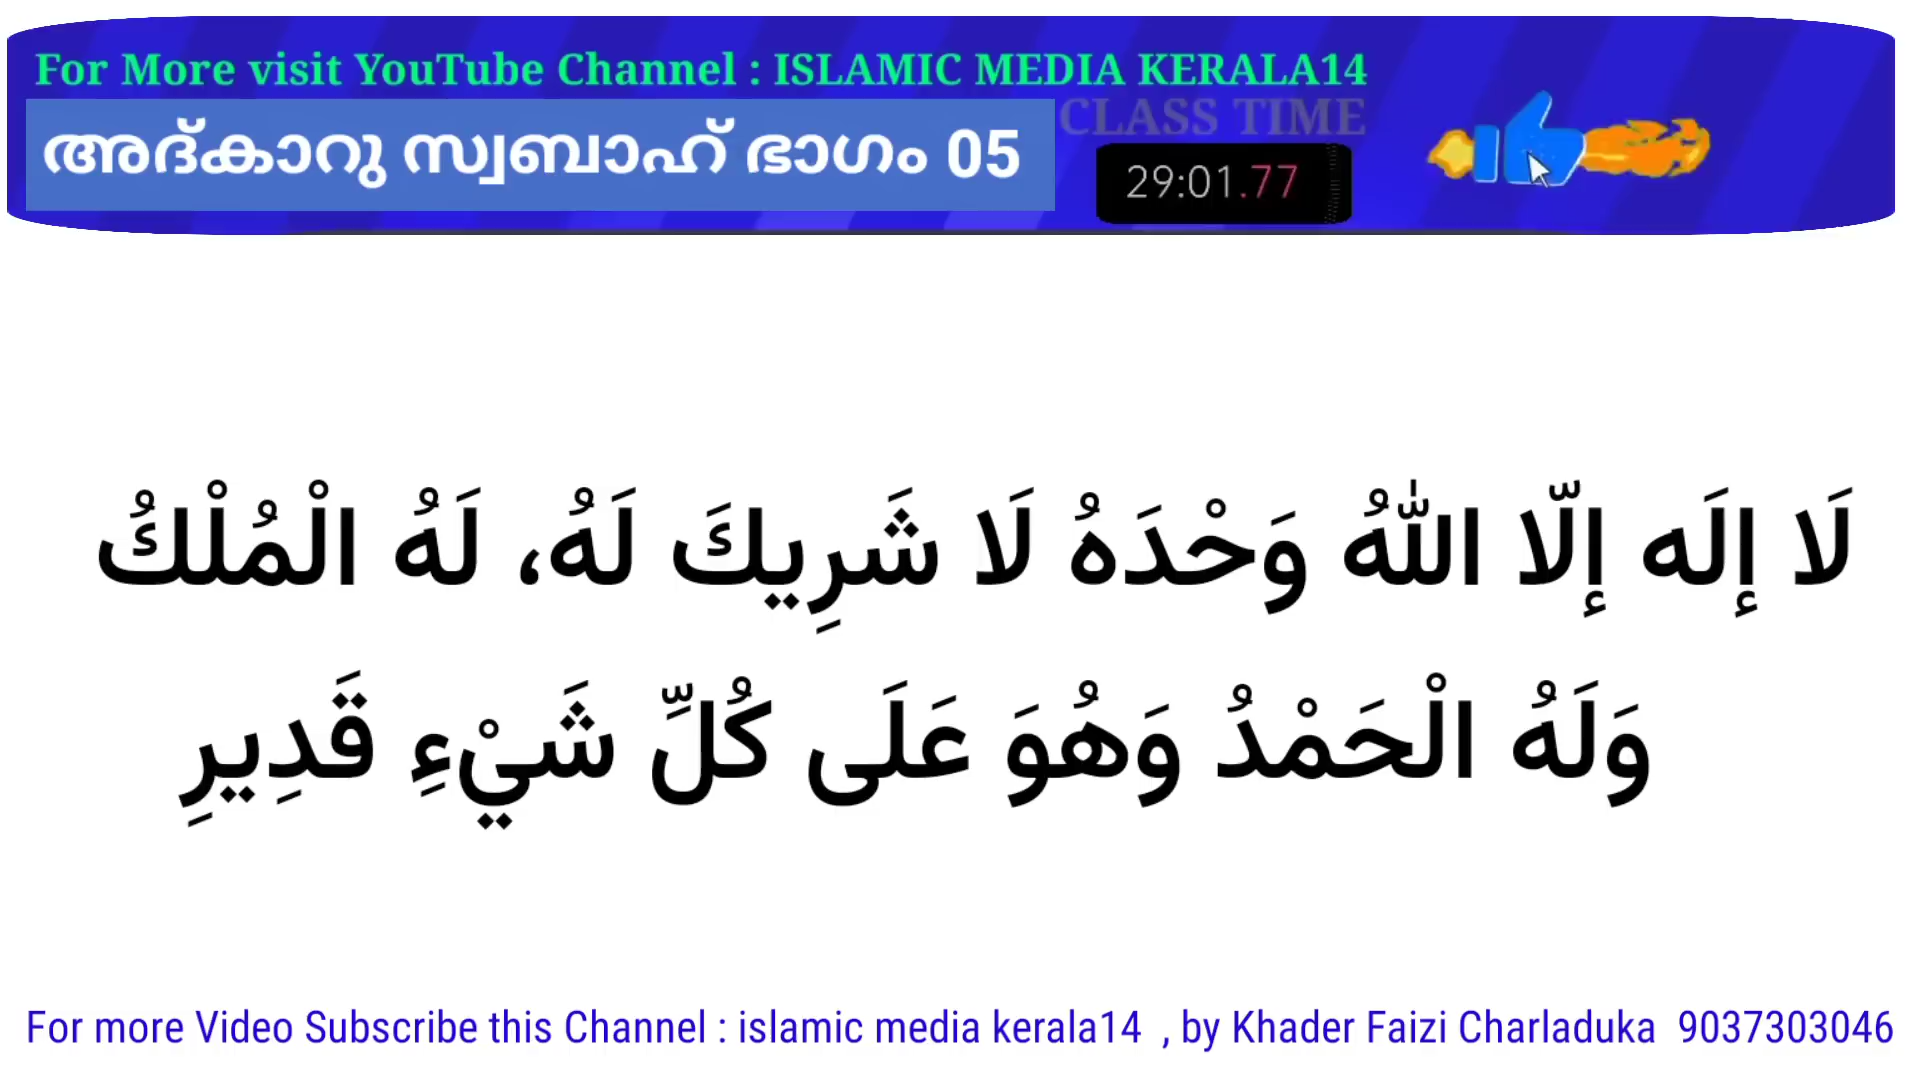 For More visit YouTube Channel : ISLAMIC MEDIA KERALA14
CLASS TIME
അദ്കാറു സ്വബാഹ് ഭാഗം 05
29:01.77
لَا إِلَه إِلّا اللّٰهُ وَحْدَهُ لَا شَرِيكَ لَهُ، لَهُ الْمُلْكُ
وَلَهُ الْحَمْدُ وَهُوَ عَلَى كُلِّ شَيْءِ قَدِيرِ
For more Video Subscribe this Channel : islamic media kerala14 , by Khader Faizi Charladuka 9037303046